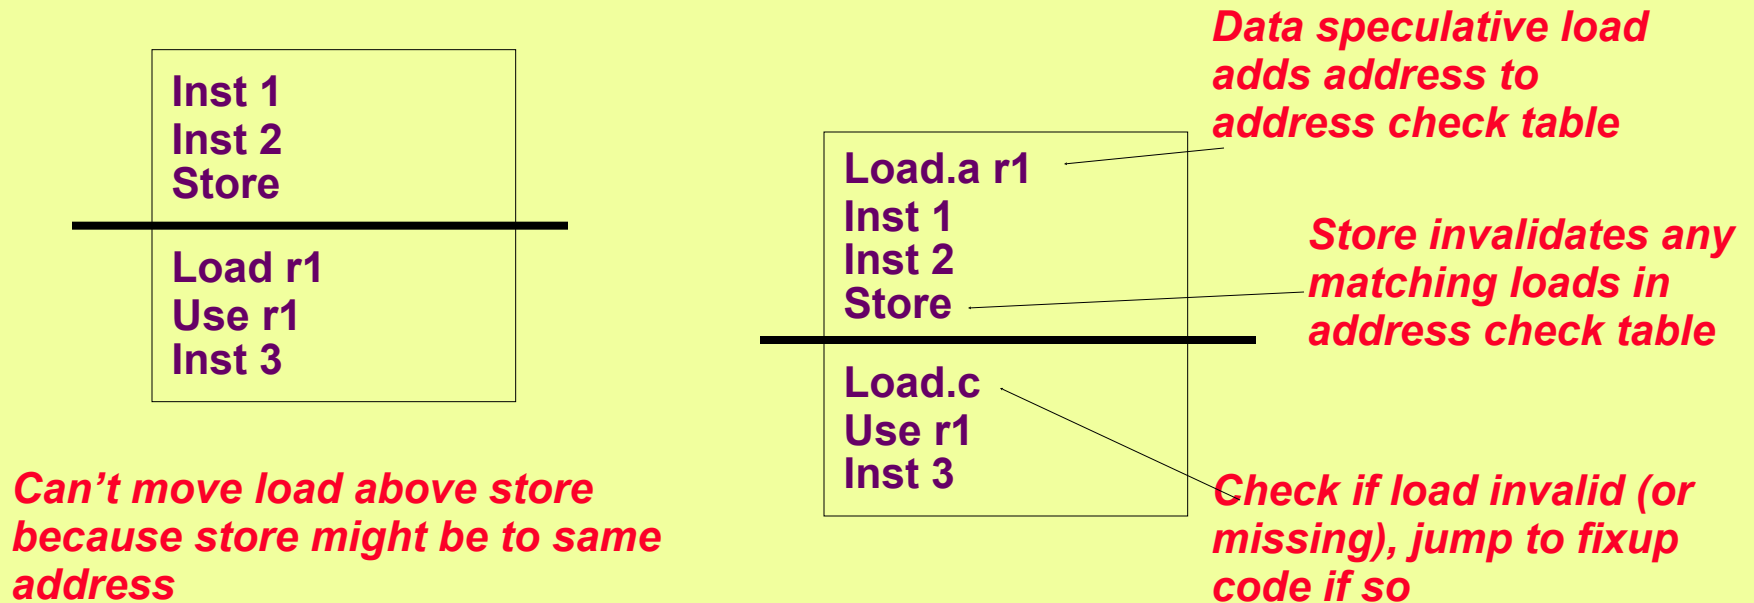 Inst 1
Inst 2
Store
Load r1
Use r1
Inst 3
Can’t move load above store
because store might be to same
address
Load.a r1
Inst 1
Inst 2
Store
Load.c
Use r1
Inst 3
Data speculative load
adds address to
address check table
Store invalidates any
matching loads in
address check table
Check if load invalid (or
missing), jump to fixup
code if so